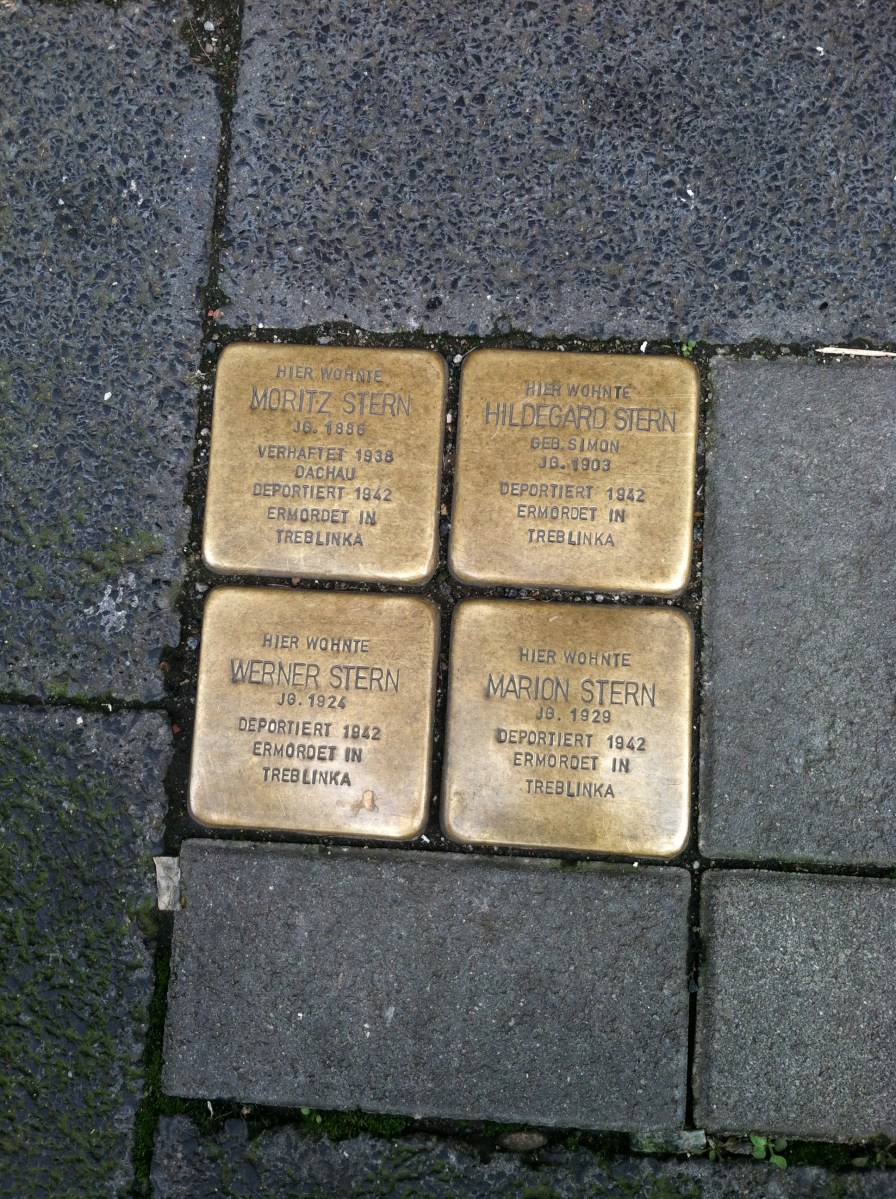 HIER WOHNTE
MORITZ STERN
JG. 1886
VERHAFTET 1938
DACHAU
DEPORTIERT 1942
ERMORDET IN
TREBLINKA
HIER WOHNTE
HILDEGARD STERN
GEB. SIMON
JG. 1903
DEPORTIERT 1942
ERMORDET IN
TREBLINKA
HIER WOHNTE
WERNER STERN
JG. 1924
DEPORTIERT 1942
ERMORDET IN
TREBLINKA
HIER WOHNTE
MARION STERN
JG. 1929
DEPORTIERT 1942
ERMORDET IN
TREBLINKA